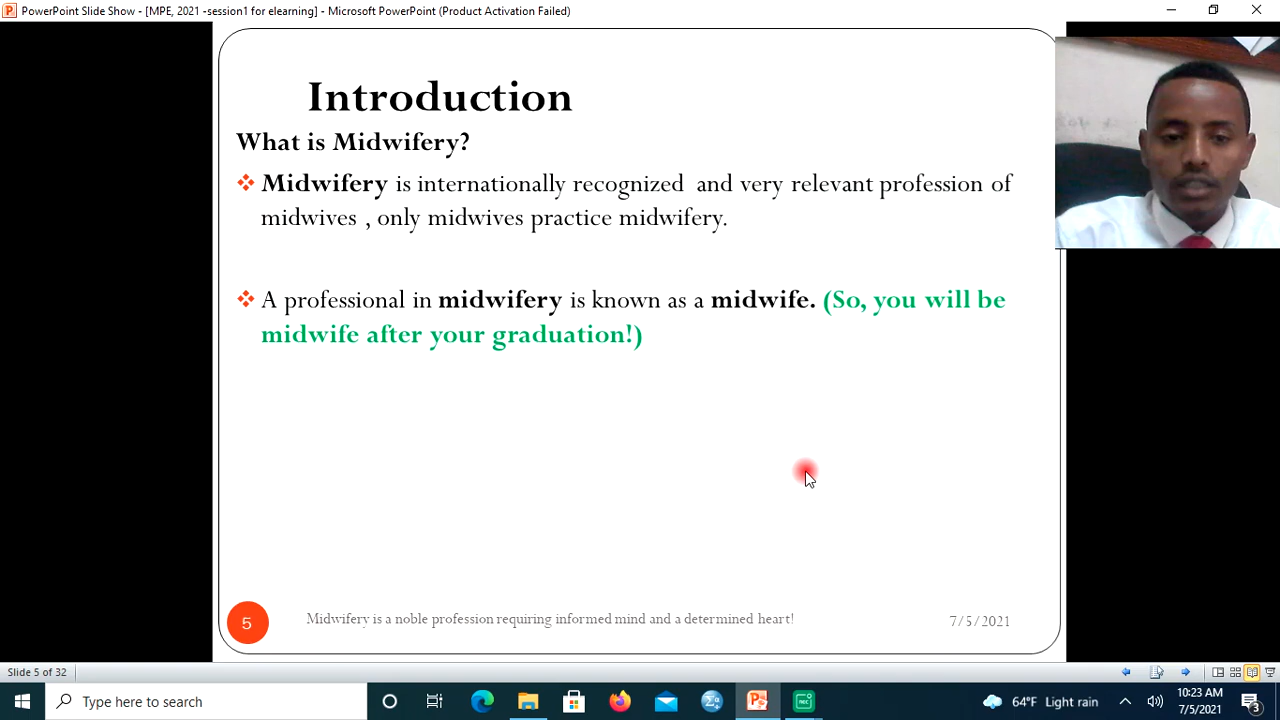 PowerPoint Slide Show - [MPE, 2021 -session1 for elearning] - Microsoft PowerPoint (Product Activation Failed)
Introduction
What is Midwifery?
Midwifery is internationally recognized and very relevant profession of
midwives , only midwives practice midwifery.
A professional in midwifery is known as a midwife. (So, you will be
midwife after your graduation!)
5
Midwifery is a noble profession requiring informed mind and a determined heart!
7/5/2021
Slide 5 of 32
Type here to search
64°F Light rain
10:23 AM
7/5/2021
3